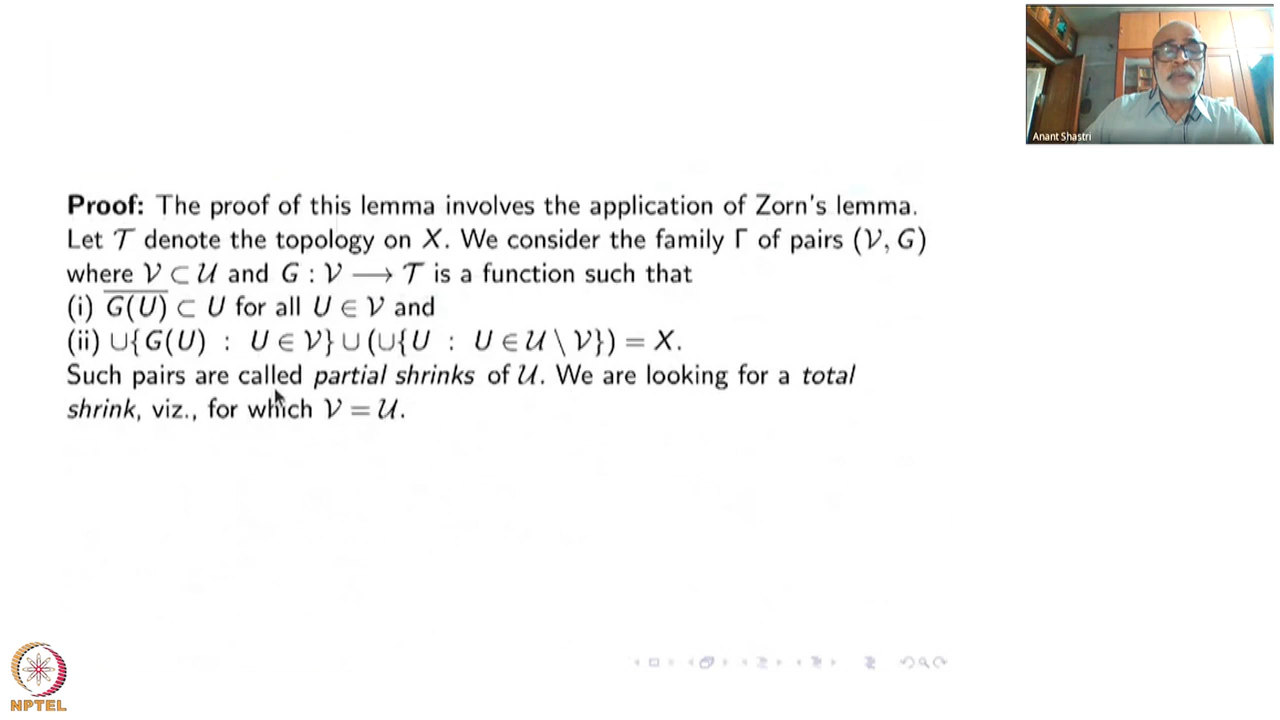 Anant Shastri
Proof: The proof of this lemma involves the application of Zorn's lemma.
Let 𝒯 denote the topology on X. We consider the family Γ of pairs (𝒱, G)
where 𝒱 ⊂ 𝒰 and G : 𝒱 ⟶ 𝒯 is a function such that
(i) \overline{G(U)} ⊂ U for all U ∈ 𝒱 and
(ii) ∪{G(U) : U ∈ 𝒱} ∪ (∪{U : U ∈ 𝒰 \ 𝒱}) = X.
Such pairs are called partial shrinks of 𝒰. We are looking for a total
shrink, viz., for which 𝒱 = 𝒰.
NPTEL